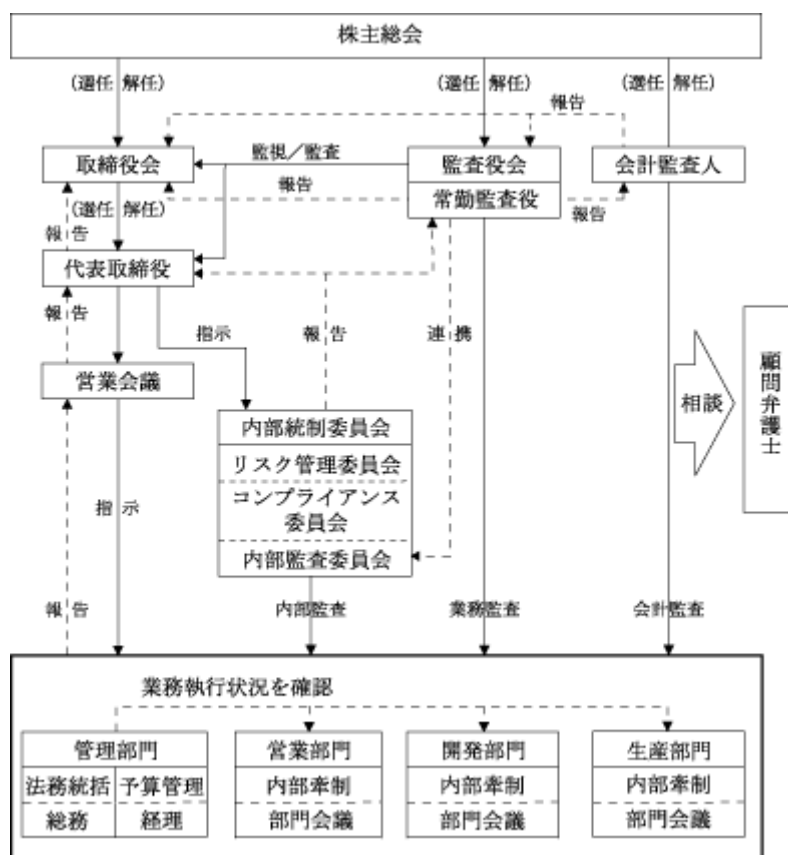 株主総会
(選任 解任)
(選任 解任)
(選任 解任)
報告
取締役会
監視／監査
監査役会
会計監査人
報告
常勤監査役
報告
(選任 解任)
報告
代表取締役
報告
指示
報告
連携
営業会議
相談
顧問弁護士
内部統制委員会
リスク管理委員会
コンプライアンス
委員会
内部監査委員会
指示
報告
内部監査
業務監査
会計監査
業務執行状況を確認
管理部門
営業部門
開発部門
生産部門
法務統括
予算管理
内部牽制
内部牽制
内部牽制
総務
経理
部門会議
部門会議
部門会議